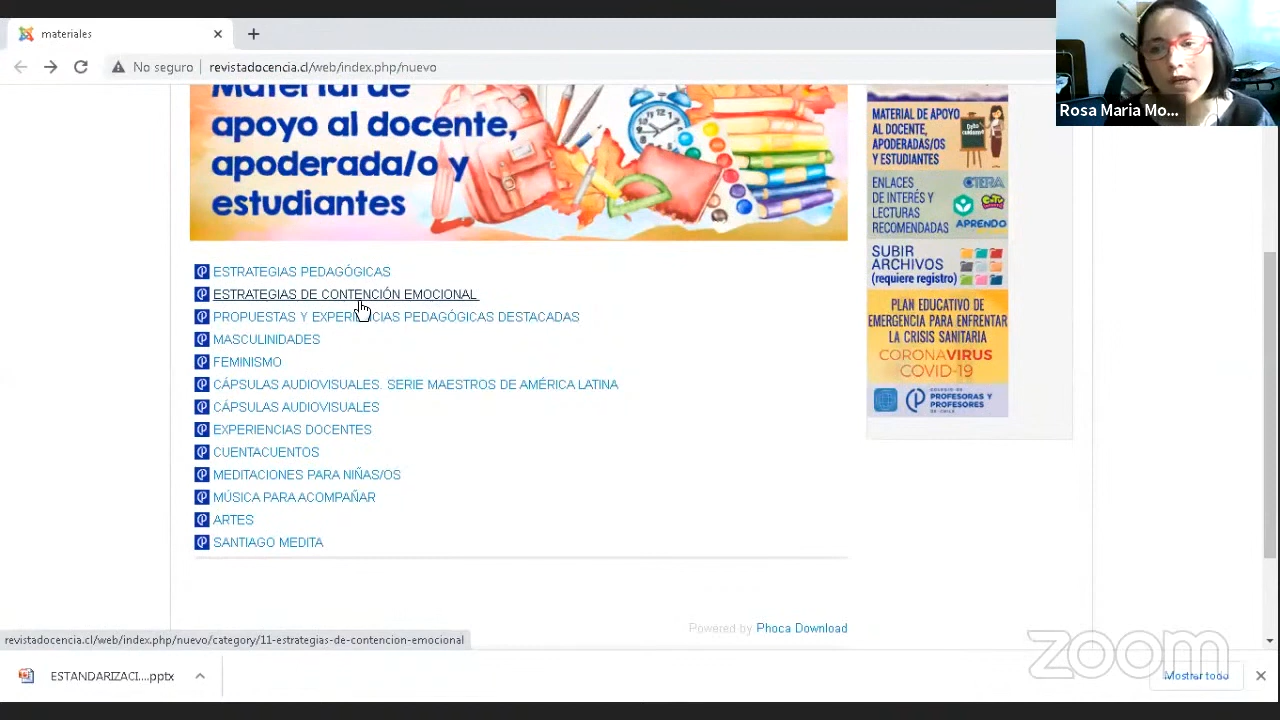 materiales
No seguro
revistadocencia.cl/web/index.php/nuevo
Rosa Maria Mo...
Material de
apoyo al docente,
apoderada/o y
estudiantes
ESTRATEGIAS PEDAGÓGICAS
ESTRATEGIAS DE CONTENCIÓN EMOCIONAL
PROPUESTAS Y EXPERIENCIAS PEDAGÓGICAS DESTACADAS
MASCULINIDADES
FEMINISMO
CÁPSULAS AUDIOVISUALES. SERIE MAESTROS DE AMÉRICA LATINA
CÁPSULAS AUDIOVISUALES
EXPERIENCIAS DOCENTES
CUENTACUENTOS
MEDITACIONES PARA NIÑAS/OS
MÚSICA PARA ACOMPAÑAR
ARTES
SANTIAGO MEDITA
Powered by Phoca Download
MATERIAL DE APOYO
AL DOCENTE,
APODERADAS/OS
Y ESTUDIANTES
ENLACES
DE INTERÉS Y
LECTURAS
RECOMENDADAS
CTERA
APRENDO
SUBIR
ARCHIVOS
(requiere registro)
PLAN EDUCATIVO DE
EMERGENCIA PARA ENFRENTAR
LA CRISIS SANITARIA
CORONAVIRUS
COVID-19
COLEGIO DE
PROFESORAS Y
PROFESORES
DE CHILE
revistadocencia.cl/web/index.php/nuevo/category/11-estrategias-de-contencion-emocional
zoom
ESTANDARIZACI....pptx
Mostrar todo